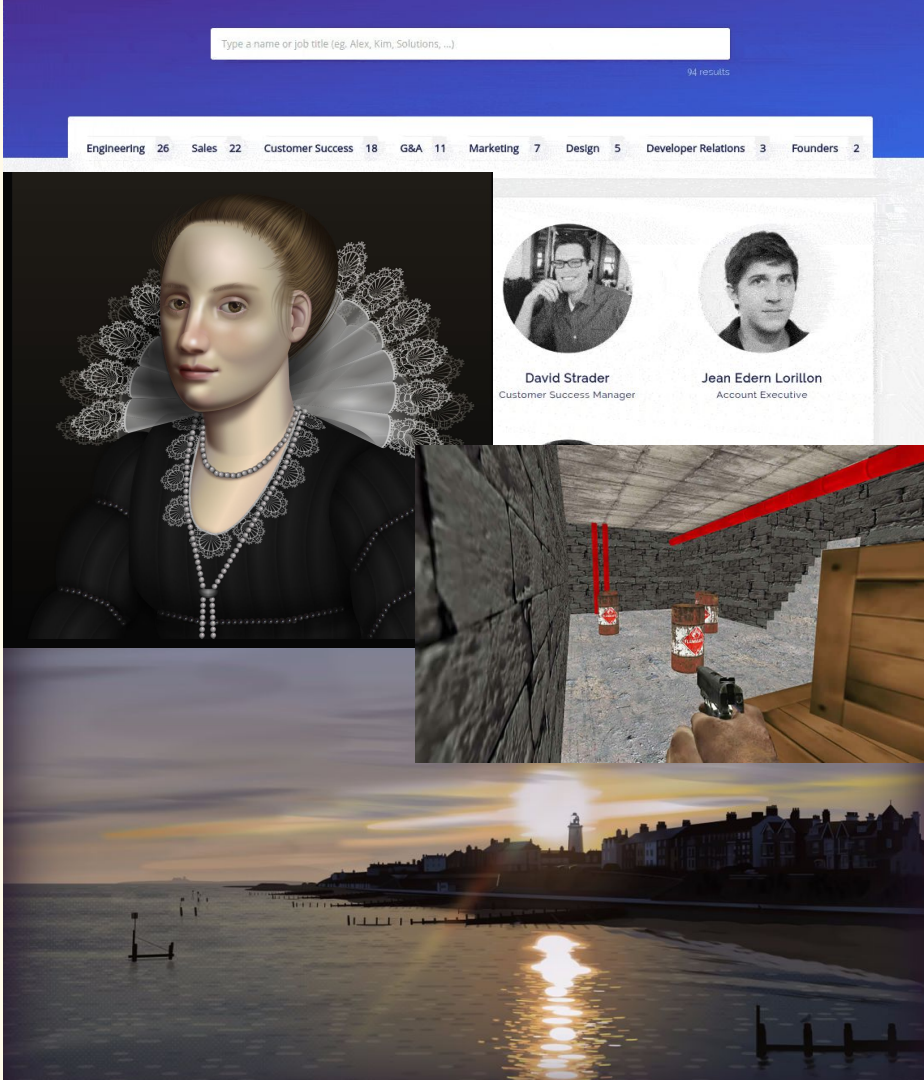 Type a name or job title (eg. Alex, Kim, Solutions, ...)
94 results
Engineering 26 Sales 22 Customer Success 18 G&A 11 Marketing 7 Design 5 Developer Relations 3 Founders 2
David Strader
Jean Edern Lorillon
Customer Success Manager
Account Executive